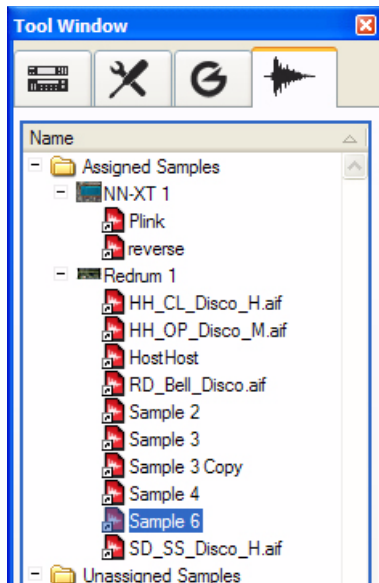 Tool Window
Name
Assigned Samples
NN-XT 1
Plink
reverse
Redrum 1
HH_CL_Disco_H.aif
HH_OP_Disco_M.aif
HostHost
RD_Bell_Disco.aif
Sample 2
Sample 3
Sample 3 Copy
Sample 4
Sample 6
SD_SS_Disco_H.aif
Unassigned Samples